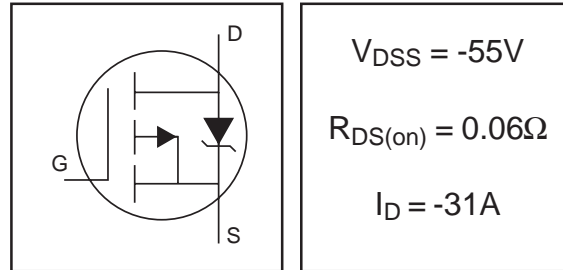 D
G
S
VDSS = -55V
RDS(on) = 0.06Ω
ID = -31A